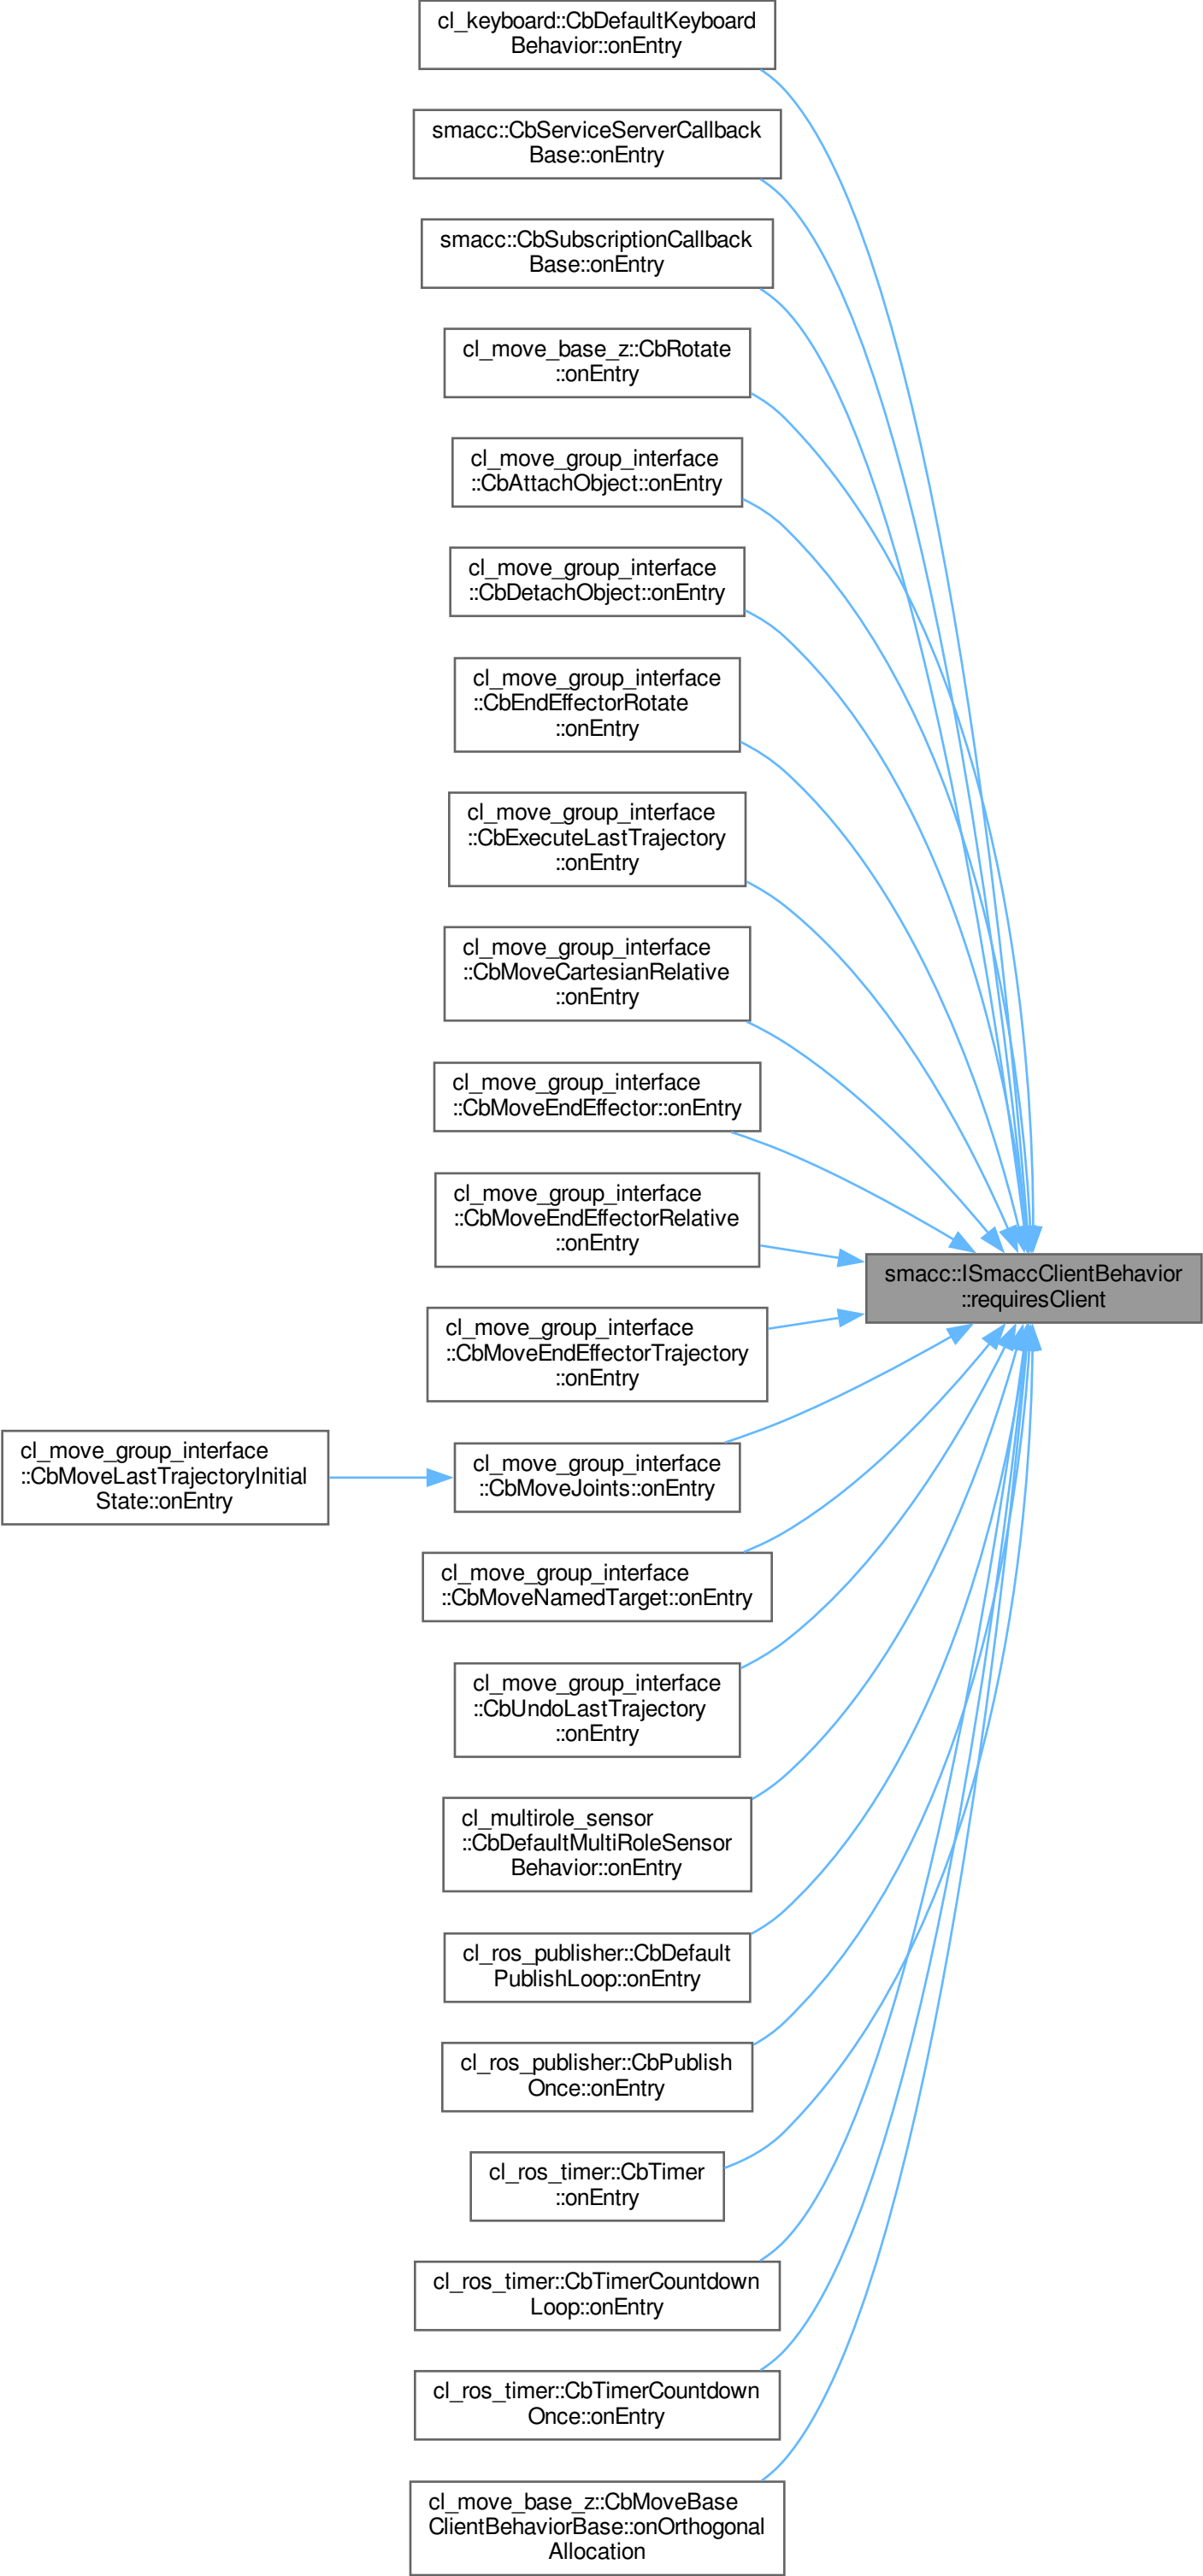 cl_keyboard::CbDefaultKeyboard
Behavior::onEntry
smacc::CbServiceServerCallback
Base::onEntry
smacc::CbSubscriptionCallback
Base::onEntry
cl_move_base_z::CbRotate
::onEntry
cl_move_group_interface
::CbAttachObject::onEntry
cl_move_group_interface
::CbDetachObject::onEntry
cl_move_group_interface
::CbEndEffectorRotate
::onEntry
cl_move_group_interface
::CbExecuteLastTrajectory
::onEntry
cl_move_group_interface
::CbMoveCartesianRelative
::onEntry
cl_move_group_interface
::CbMoveEndEffector::onEntry
cl_move_group_interface
::CbMoveEndEffectorRelative
::onEntry
smacc::ISmaccClientBehavior
::requiresClient
cl_move_group_interface
::CbMoveEndEffectorTrajectory
::onEntry
cl_move_group_interface
::CbMoveLastTrajectoryInitial
State::onEntry
cl_move_group_interface
::CbMoveJoints::onEntry
cl_move_group_interface
::CbMoveNamedTarget::onEntry
cl_move_group_interface
::CbUndoLastTrajectory
::onEntry
cl_multirole_sensor
::CbDefaultMultiRoleSensor
Behavior::onEntry
cl_ros_publisher::CbDefault
PublishLoop::onEntry
cl_ros_publisher::CbPublish
Once::onEntry
cl_ros_timer::CbTimer
::onEntry
cl_ros_timer::CbTimerCountdown
Loop::onEntry
cl_ros_timer::CbTimerCountdown
Once::onEntry
cl_move_base_z::CbMoveBase
ClientBehaviorBase::onOrthogonal
Allocation